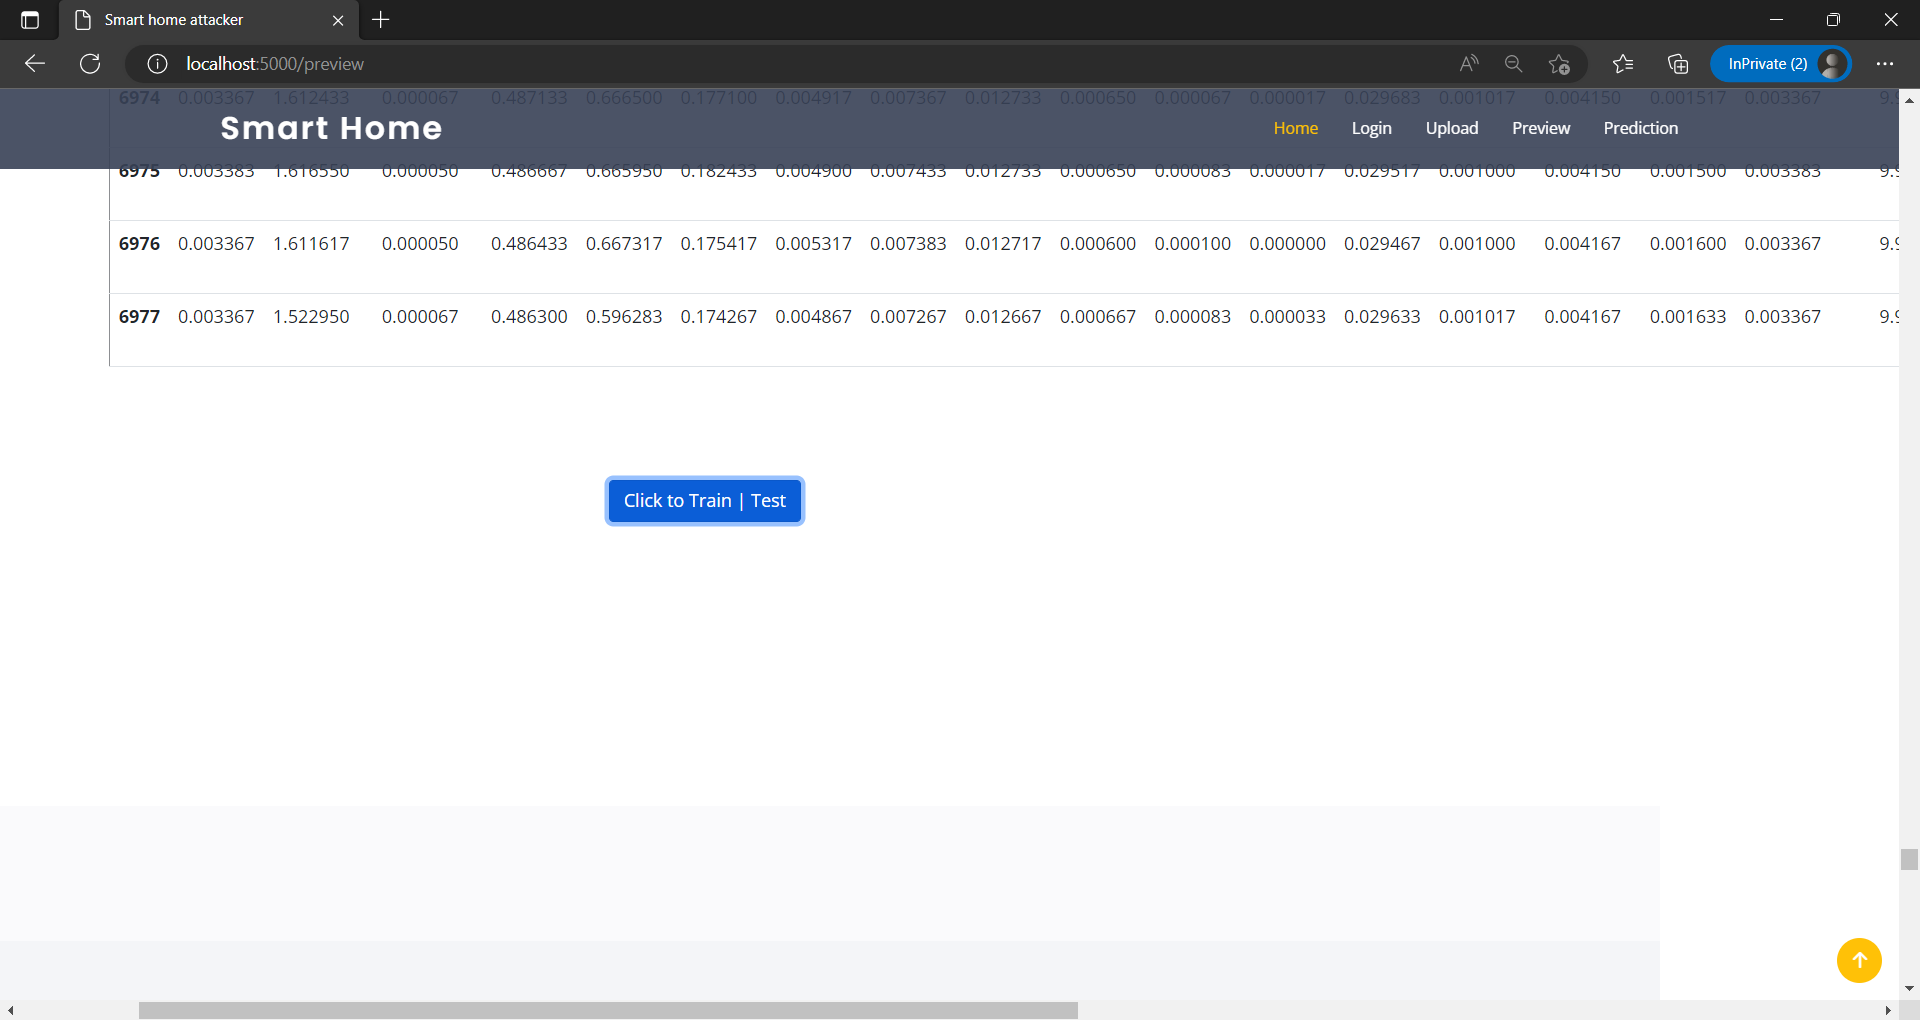 Smart home attacker
localhost:5000/preview
InPrivate (2)
6974 0.003367 1.612433 0.000067 0.487133 0.666500 0.177100 0.004917 0.007367 0.012733 0.000650 0.000067 0.000017 0.029683 0.001017 0.004150 0.001517 0.003367
Smart Home
Home Login Upload Preview Prediction
6975 0.003383 1.616550 0.000050 0.486667 0.665950 0.182433 0.004900 0.007433 0.012733 0.000650 0.000083 0.000017 0.029517 0.001000 0.004150 0.001500 0.003383
6976 0.003367 1.611617 0.000050 0.486433 0.667317 0.175417 0.005317 0.007383 0.012717 0.000600 0.000100 0.000000 0.029467 0.001000 0.004167 0.001600 0.003367
6977 0.003367 1.522950 0.000067 0.486300 0.596283 0.174267 0.004867 0.007267 0.012667 0.000667 0.000083 0.000033 0.029633 0.001017 0.004167 0.001633 0.003367
Click to Train | Test